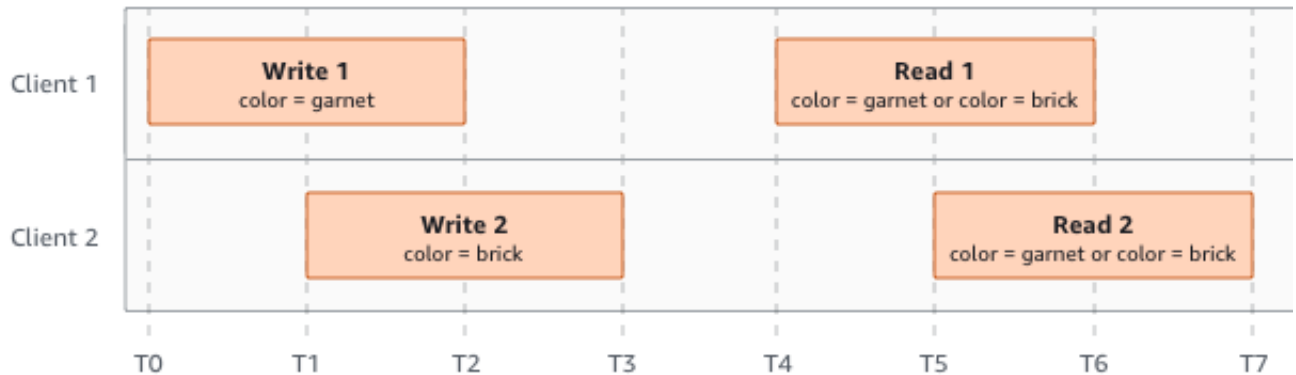 Client 1
Write 1
color = garnet
Read 1
color = garnet or color = brick
Client 2
Write 2
color = brick
Read 2
color = garnet or color = brick
T0 T1 T2 T3 T4 T5 T6 T7